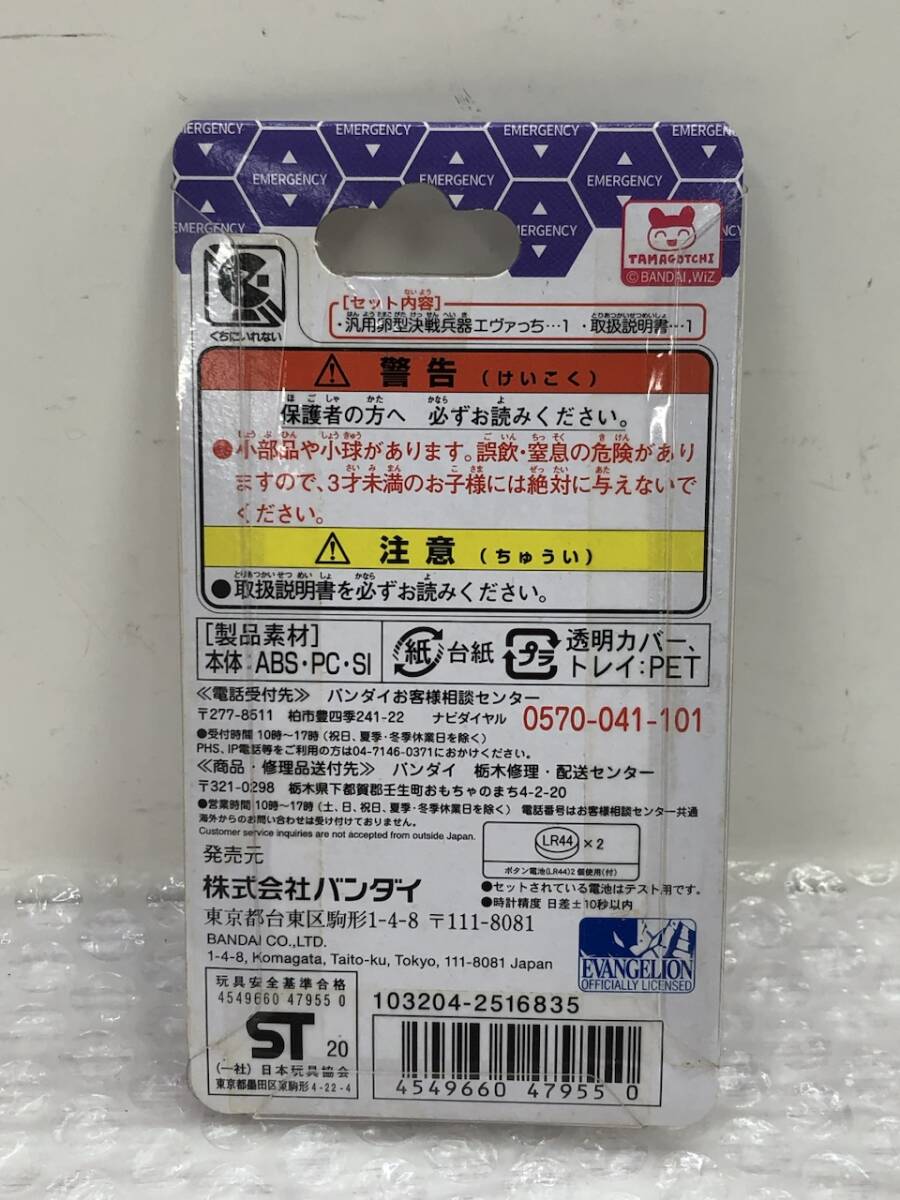 EMERGENCY EMERGENCY EMERGENCY
EMERGENCY EMERGENCY EMERGENCY
EMERGENCY
TAMAGOTCHI
©BANDAI,WiZ
くちにいれない
[セット内容]
・汎用卵型決戦兵器エヴァっち…1 ・取扱説明書…1
警告 (けいこく)
保護者の方へ 必ずお読みください。
●小部品や小球があります。誤飲・窒息の危険があり
ますので、3才未満のお子様には絶対に与えないで
ください。
注意 (ちゅうい)
●取扱説明書を必ずお読みください。
[製品素材]
本体:ABS・PC・SI
紙 台紙
プラ 透明カバー、
トレイ:PET
≪電話受付先≫ バンダイお客様相談センター
〒277-8511 柏市豊四季241-22 ナビダイヤル 0570-041-101
●受付時間 10時～17時(祝日、夏季・冬季休業日を除く)
PHS、IP電話等をご利用の方は04-7146-0371におかけください。
≪商品・修理品送付先≫ バンダイ 栃木修理・配送センター
〒321-0298 栃木県下都賀郡壬生町おもちゃのまち4-2-20
●営業時間 10時～17時(土、日、祝日、夏季・冬季休業日を除く) 電話番号はお客様相談センター共通
海外からのお問い合わせは受け付けておりません。
Customer service inquiries are not accepted from outside Japan.
LR44 ×2
ボタン電池(LR44)2個使用(付)
●セットされている電池はテスト用です。
●時計精度 日差±10秒以内
発売元
株式会社バンダイ
東京都台東区駒形1-4-8 〒111-8081
BANDAI CO.,LTD.
1-4-8, Komagata, Taito-ku, Tokyo, 111-8081 Japan
EVANGELION
OFFICIALLY LICENSED
玩具安全基準合格
4549660 47955 0
ST 20
(一社)日本玩具協会
東京都墨田区東駒形4-22-4
103204-2516835
4549660 47955 0